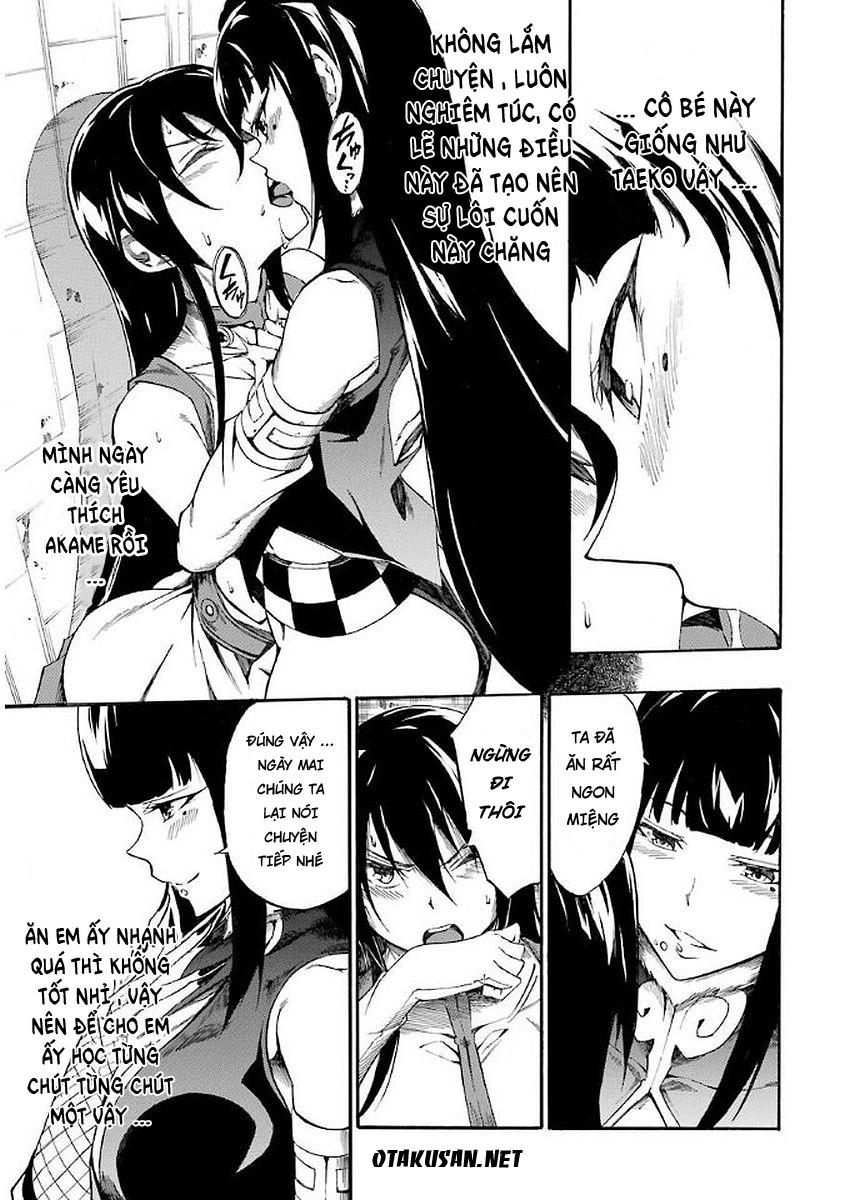 ... CÔ BÉ NÀY
GIỐNG NHƯ
TAEKO VẬY ....
KHÔNG LẮM
CHUYỆN , LUÔN
NGHIÊM TÚC, CÓ
LẼ NHỮNG ĐIỀU
NÀY ĐÃ TẠO NÊN
SỰ LÔI CUỐN
NÀY CHĂNG
MÌNH NGÀY
CÀNG YÊU
THÍCH
AKAME RỒI
...
TA ĐÃ
ĂN RẤT
NGON
MIỆNG
NGỪNG
ĐI
THÔI
ĐÚNG VẬY ...
NGÀY MAI
CHÚNG TA
LẠI NÓI
CHUYỆN
TIẾP NHÉ
ĂN EM ẤY NHANH
QUÁ THÌ KHÔNG
TỐT NHỈ , VẬY
NÊN ĐỂ CHO EM
ẤY HỌC TỪNG
CHÚT TỪNG CHÚT
MỘT VẬY ...
OTAKUSAN.NET